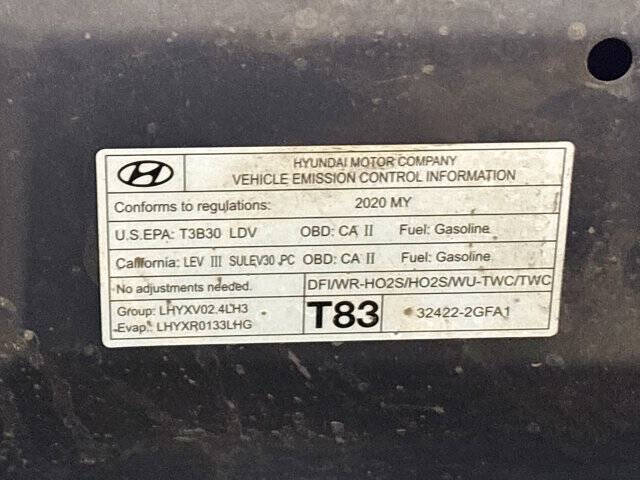 HYUNDAI MOTOR COMPANY
VEHICLE EMISSION CONTROL INFORMATION
Conforms to regulations: 2020 MY
U.S.EPA: T3B30 LDV OBD: CA II Fuel: Gasoline
California: LEV III SULEV30 PC OBD: CA II Fuel: Gasoline
No adjustments needed. DFI/WR-HO2S/HO2S/WU-TWC/TWC
Group: LHYXV02.4LH3
Evap.: LHYXR0133LHG
T83 32422-2GFA1